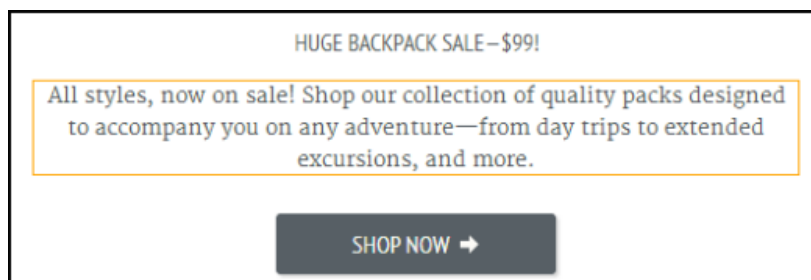 HUGE BACKPACK SALE–$99!
All styles, now on sale! Shop our collection of quality packs designed
to accompany you on any adventure—from day trips to extended
excursions, and more.
SHOP NOW ➡